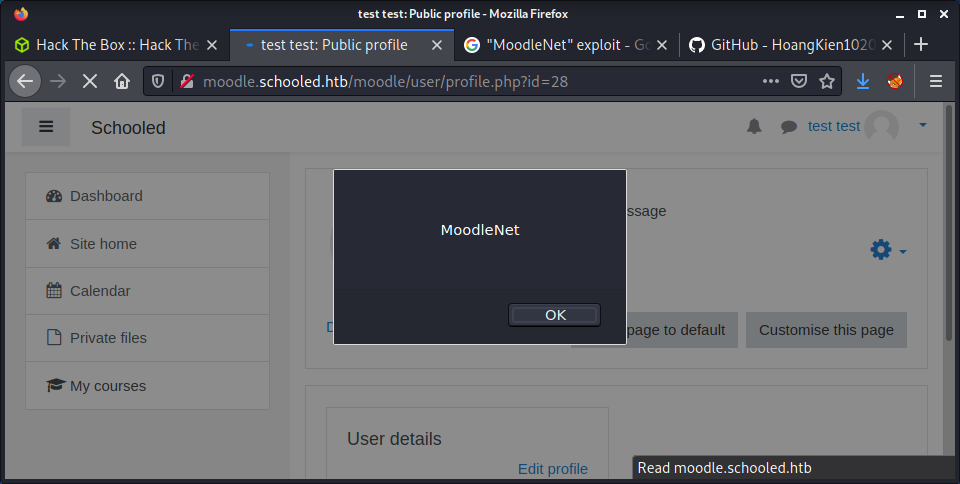 test test: Public profile - Mozilla Firefox
Hack The Box :: Hack The
test test: Public profile
"MoodleNet" exploit - Go
GitHub - HoangKien1020
moodle.schooled.htb/moodle/user/profile.php?id=28
Schooled
test test
Dashboard
Site home
Calendar
Private files
My courses
ssage
MoodleNet
OK
D
page to default
Customise this page
User details
Edit profile
Read moodle.schooled.htb